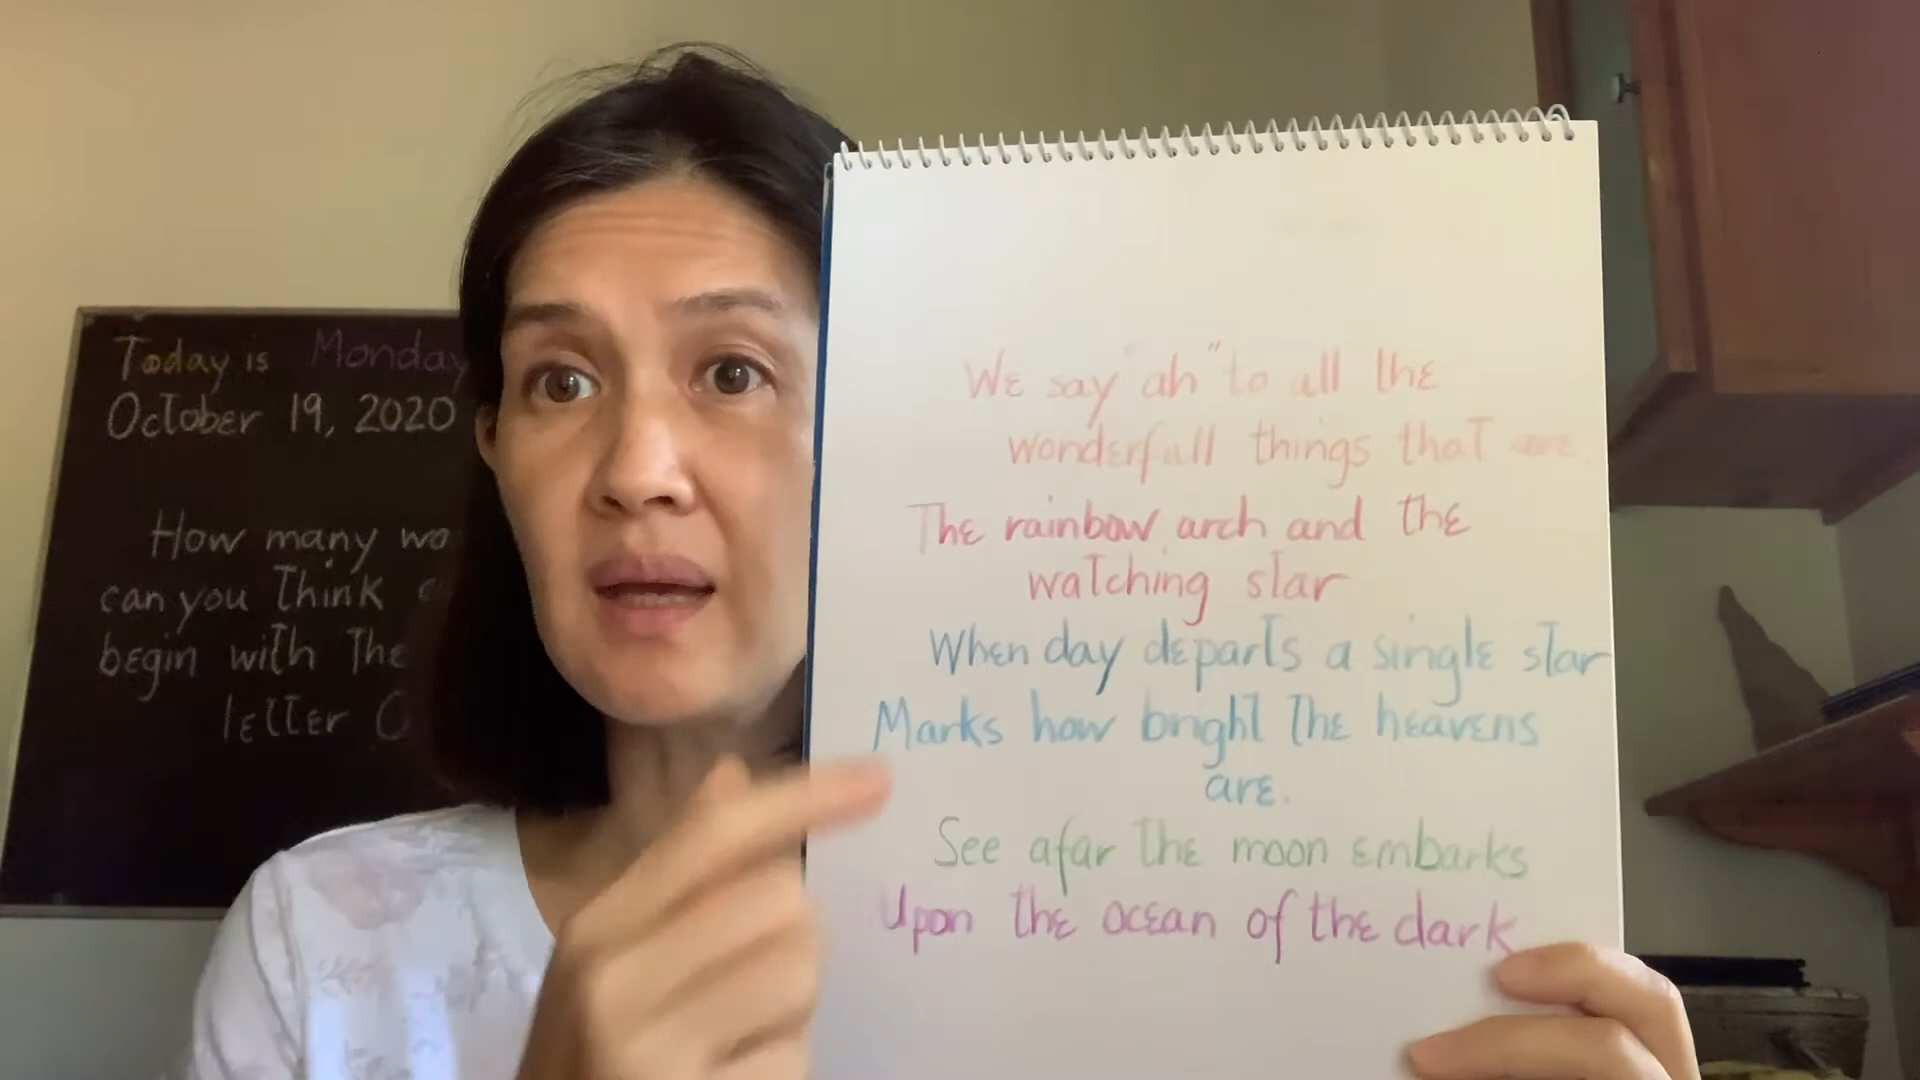 Today is Monday
October 19, 2020
How many wo
can you Think
begin with The
letter
We say "ah" to all the
wonderfull things that are.
The rainbow arch and the
watching star
When day departs a single star
Marks how bright The heavens
are.
See afar the moon embarks
Upon the ocean of the dark